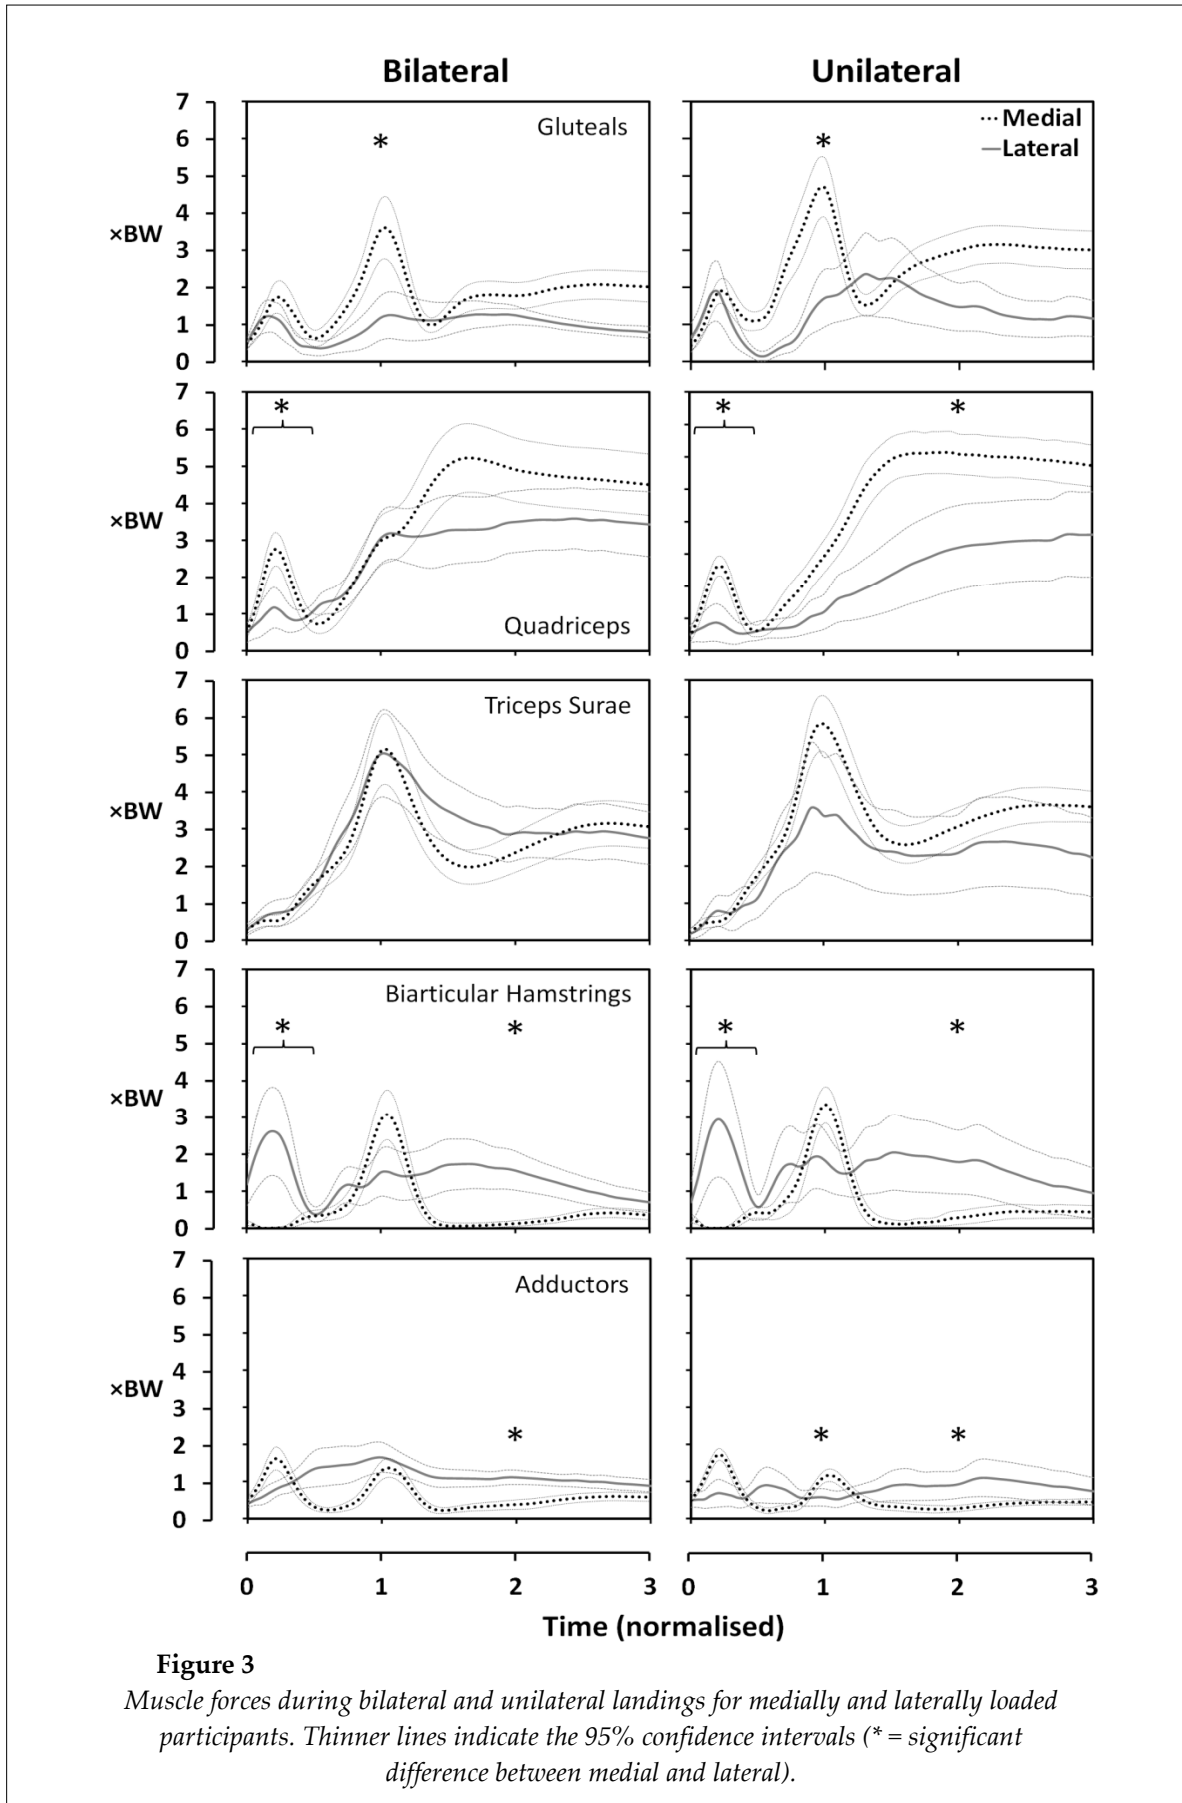 Bilateral Unilateral
7
6
5
4
3
2
1
0
×BW
Gluteals
*
*
Medial
Lateral
7
6
5
4
3
2
1
0
×BW
*
Quadriceps
* *
7
6
5
4
3
2
1
0
×BW
Triceps Surae
7
6
5
4
3
2
1
0
×BW
Biarticular Hamstrings
* *
* *
7
6
5
4
3
2
1
0
×BW
Adductors
*
* *
0 1 2 3 0 1 2 3
Time (normalised)
Figure 3
Muscle forces during bilateral and unilateral landings for medially and laterally loaded
participants. Thinner lines indicate the 95% confidence intervals (* = significant
difference between medial and lateral).